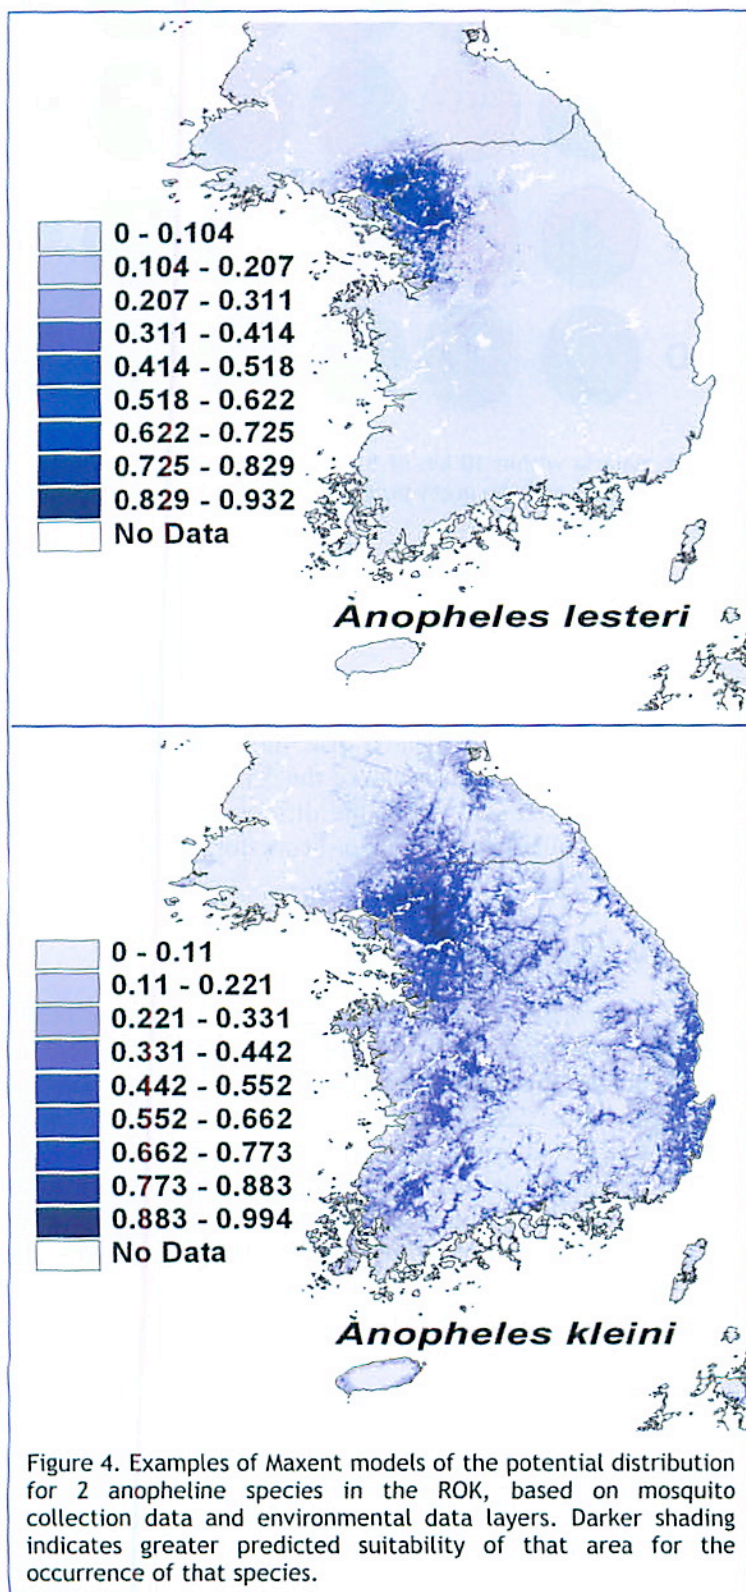 0 - 0.104
0.104 - 0.207
0.207 - 0.311
0.311 - 0.414
0.414 - 0.518
0.518 - 0.622
0.622 - 0.725
0.725 - 0.829
0.829 - 0.932
No Data
Anopheles lesteri
0 - 0.11
0.11 - 0.221
0.221 - 0.331
0.331 - 0.442
0.442 - 0.552
0.552 - 0.662
0.662 - 0.773
0.773 - 0.883
0.883 - 0.994
No Data
Anopheles kleini
Figure 4. Examples of Maxent models of the potential distribution
for 2 anopheline species in the ROK, based on mosquito
collection data and environmental data layers. Darker shading
indicates greater predicted suitability of that area for the
occurrence of that species.